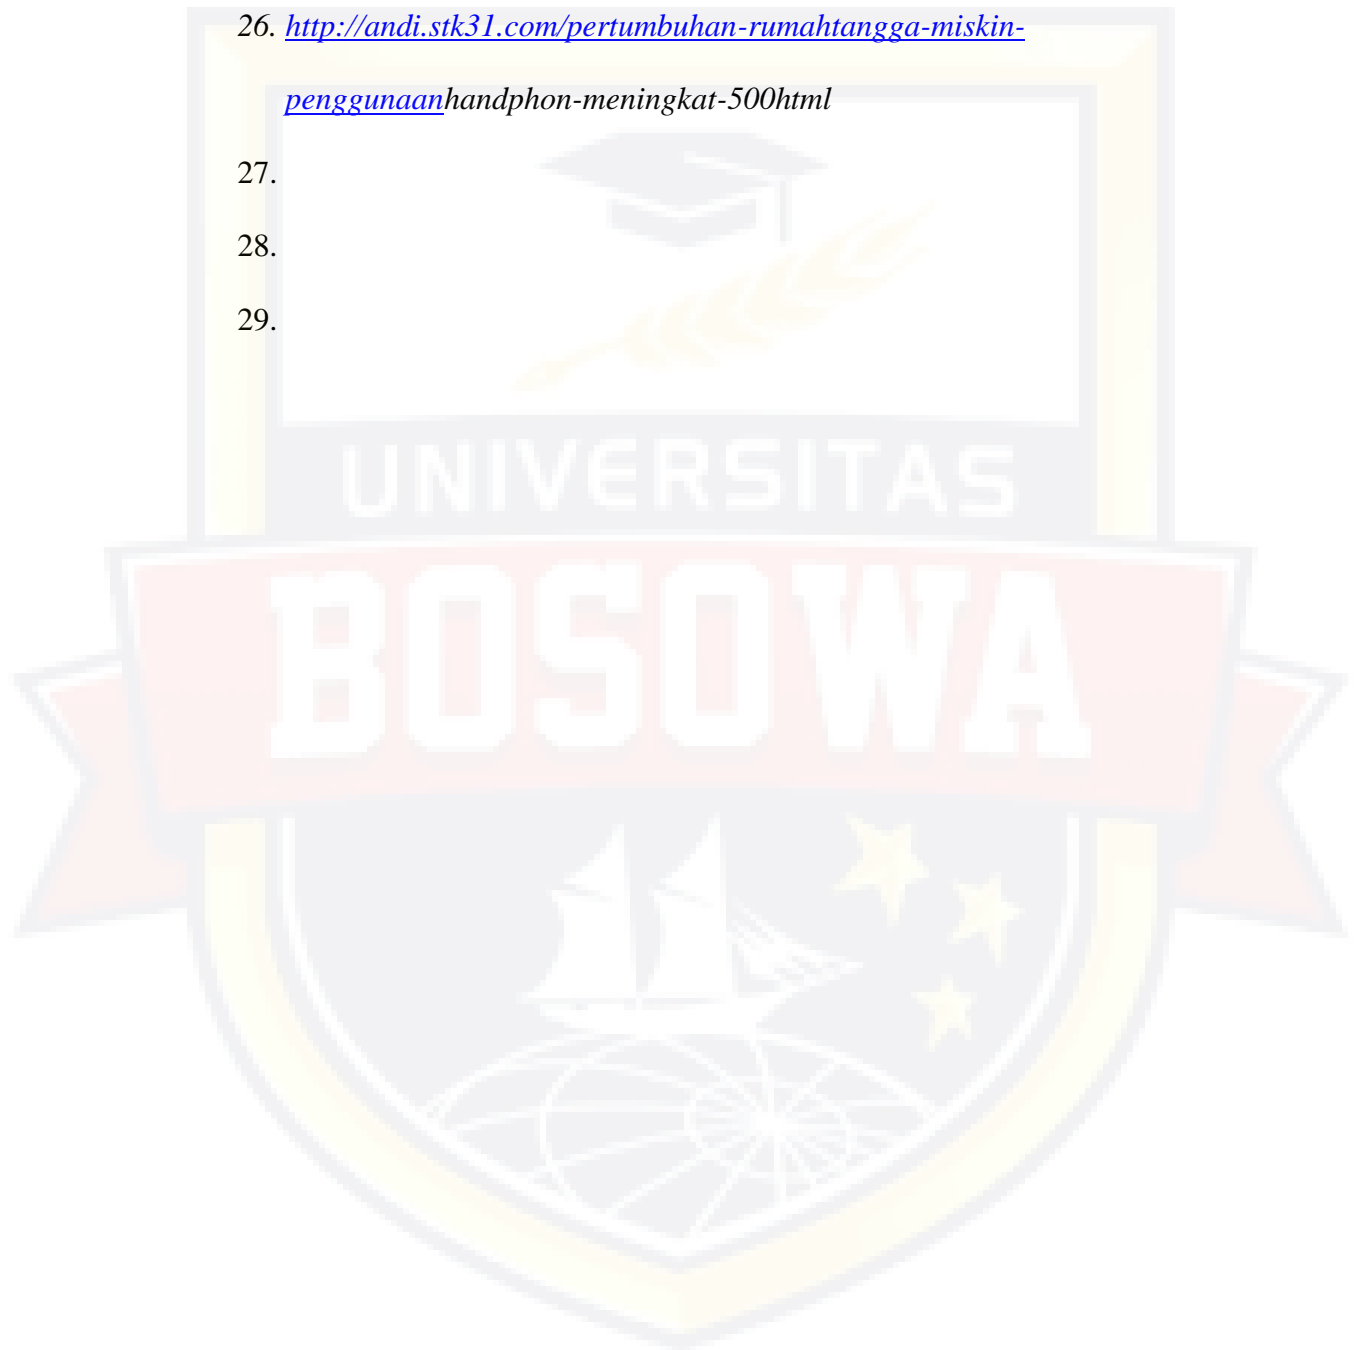 26. http://andi.stk31.com/pertumbuhan-rumahtangga-miskin-
penggunaanhandphon-meningkat-500html
27.
28.
29.
UNIVERSITAS
BOSOWA